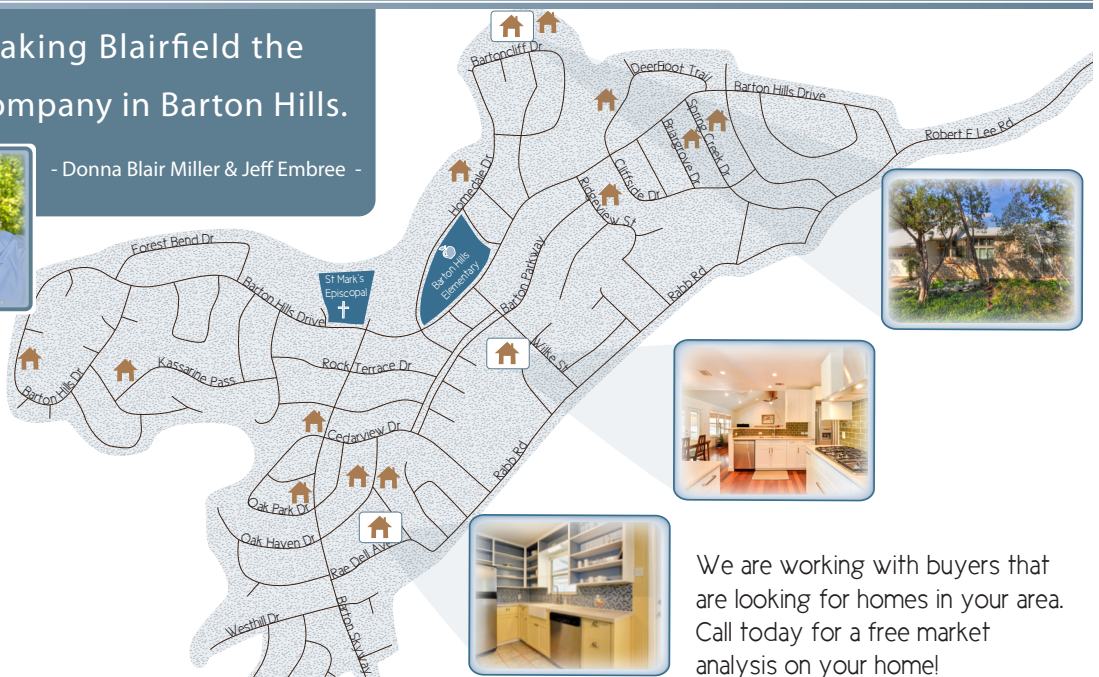 aking Blairfield the
ompany in Barton Hills.
- Donna Blair Miller & Jeff Embree -
Bartoncliff Dr
DeerFoot Trail
Barton Hills Drive
Robert E Lee Rd
Spring Creek Dr
Briargrove Dr
Cliffside Dr
Ridgeview St
Homedale Dr
Forest Bend Dr
Barton Hills Drive
St Mark's
Episcopal
Barton Hills
Elementary
Barton Parkway
Rabb Rd
Wilke St
Rock Terrace Dr
Kassarine Pass
Barton Hills Dr
Cedarview Dr
Rabb Rd
Oak Park Dr
Oak Haven Dr
Rae Dell Ave
Westhill Dr
Barton Skyway
We are working with buyers that
are looking for homes in your area.
Call today for a free market
analysis on your home!